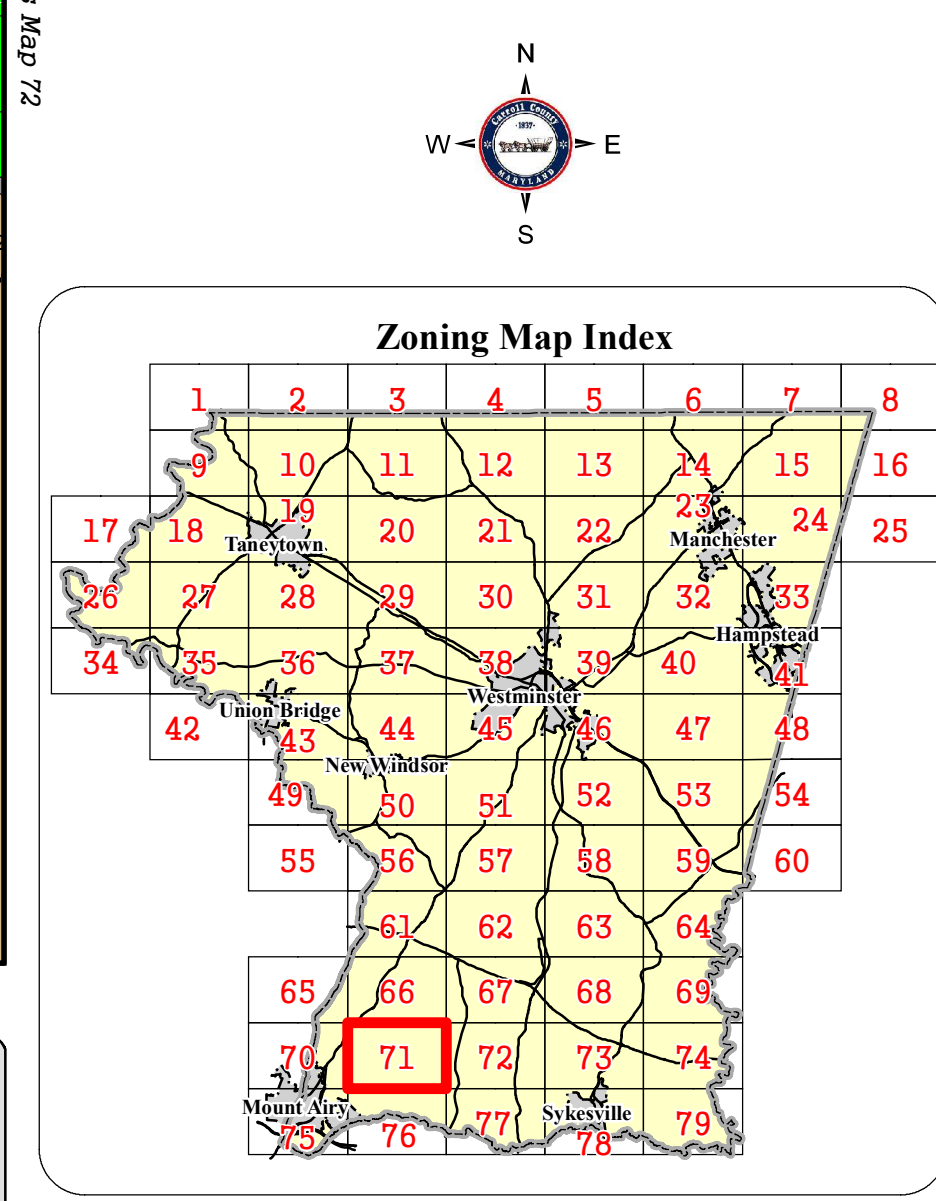 s Map 72
N
W
E
S
Carroll County
1837
MARYLAND
Zoning Map Index
1 2 3 4 5 6 7 8
9 10 11 12 13 14 15 16
17 18 19 20 21 22 23 24 25
Taneytown
Manchester
26 27 28 29 30 31 32 33
Hampstead
34 35 36 37 38 39 40 41
Westminster
Union Bridge
42 43 44 45 46 47 48
New Windsor
49 50 51 52 53 54
55 56 57 58 59 60
61 62 63 64
65 66 67 68 69
70 71 72 73 74
Mount Airy
Sykesville
75 76 77 78 79